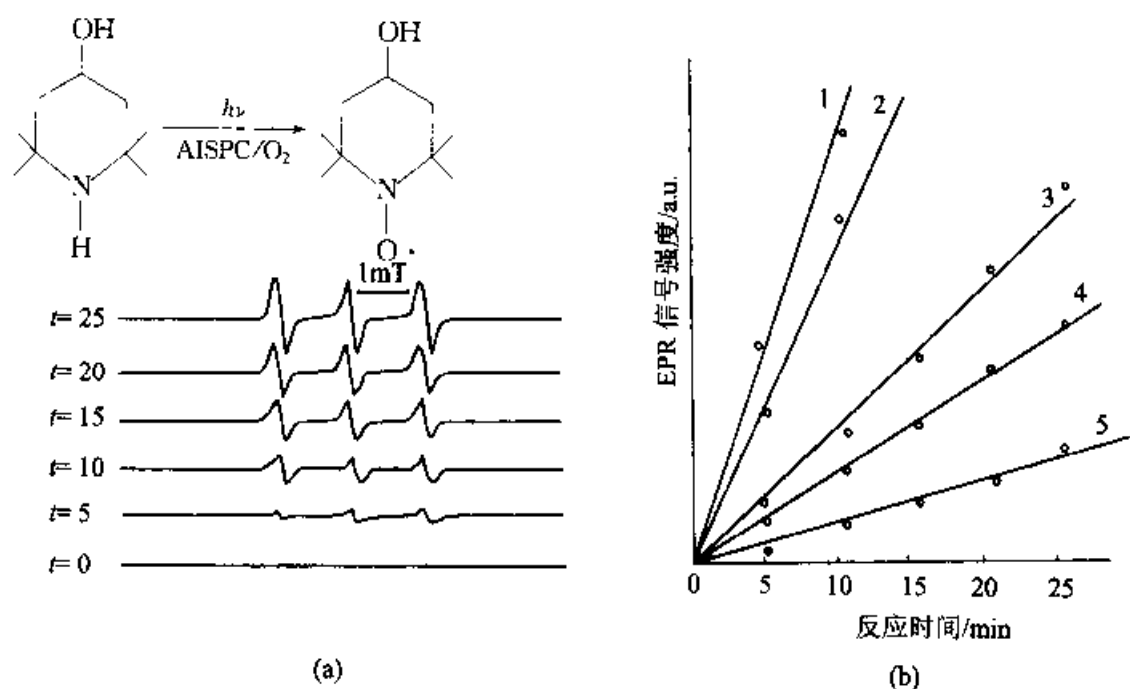 OH
OH
hν
AISPC/O₂
N
H
N
O·
1mT
t= 25
t= 20
t= 15
t= 10
t= 5
t= 0
(a)
1
2
3
4
5
EPR 信号强度/a.u.
0 5 10 15 20 25
反应时间/min
(b)